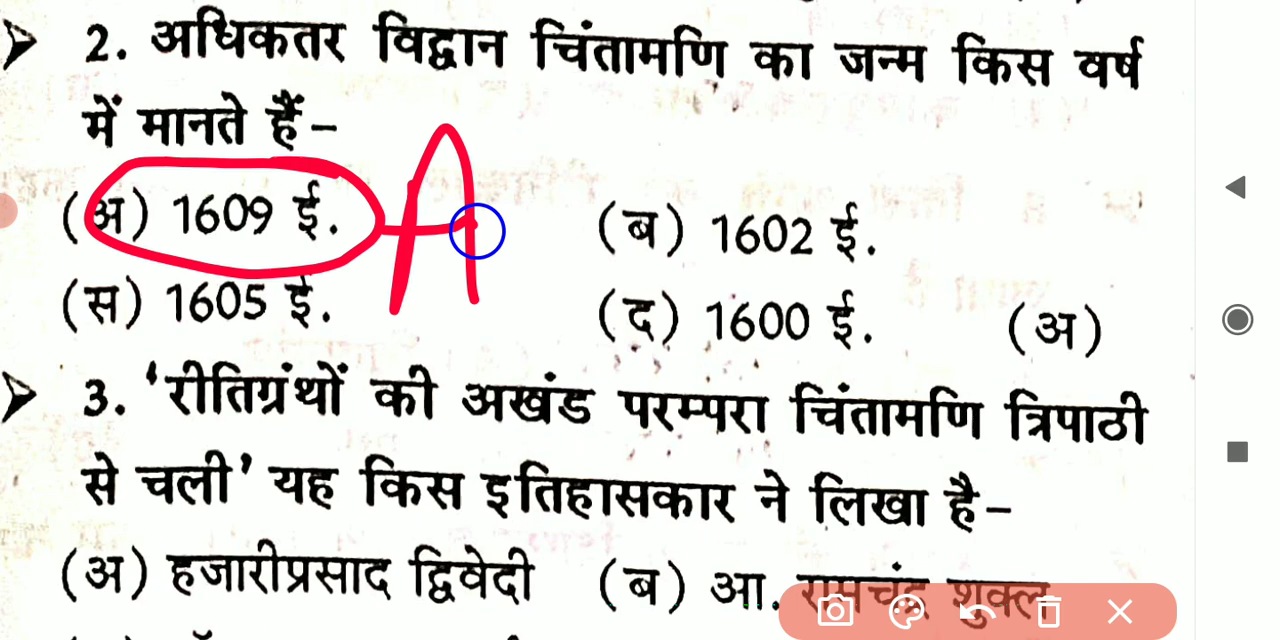 2. अधिकतर विद्वान चिंतामणि का जन्म किस वर्ष
में मानते हैं-
A
(अ) 1609 ई. (ब) 1602 ई.
(स) 1605 ई. (द) 1600 ई. (अ)
3. 'रीतिग्रंथों की अखंड परम्परा चिंतामणि त्रिपाठी
से चली' यह किस इतिहासकार ने लिखा है-
(अ) हजारीप्रसाद द्विवेदी (ब) आ. रामचंद्र शुक्ल